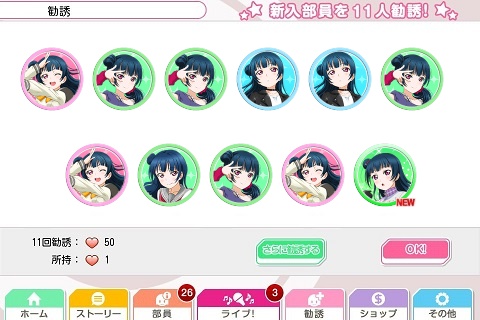 勧誘
新入部員を11人勧誘!
NEW
11回勧誘: 50
所持: 1
さらに勧誘する
OK!
26
3
ホーム
ストーリー
部員
ライブ!
勧誘
ショップ
その他